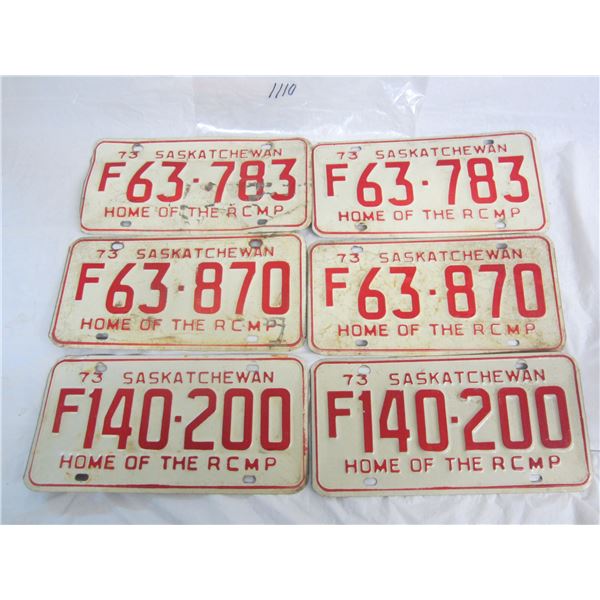 1110
73 SASKATCHEWAN
F63·783
HOME OF THE RCMP
73 SASKATCHEWAN
F63·783
HOME OF THE RCMP
73 SASKATCHEWAN
F63·870
HOME OF THE RCMP
73 SASKATCHEWAN
F63·870
HOME OF THE RCMP
73 SASKATCHEWAN
F140·200
HOME OF THE RCMP
73 SASKATCHEWAN
F140·200
HOME OF THE RCMP